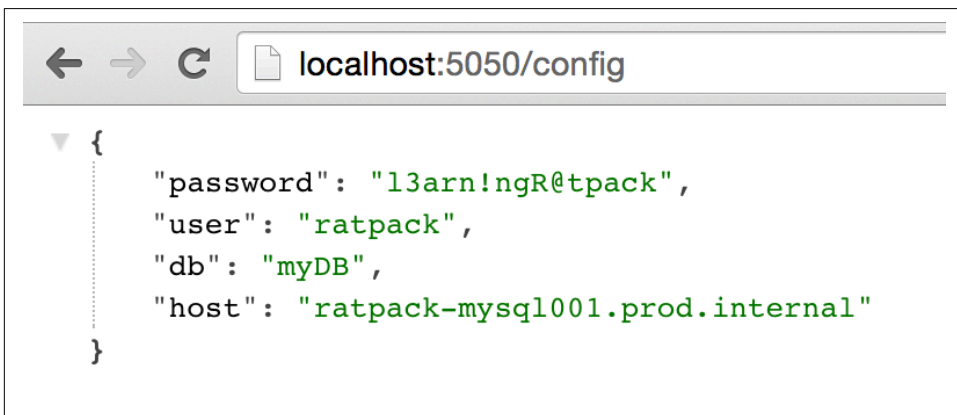 localhost:5050/config
{
"password": "l3arn!ngR@tpack",
"user": "ratpack",
"db": "myDB",
"host": "ratpack-mysql001.prod.internal"
}